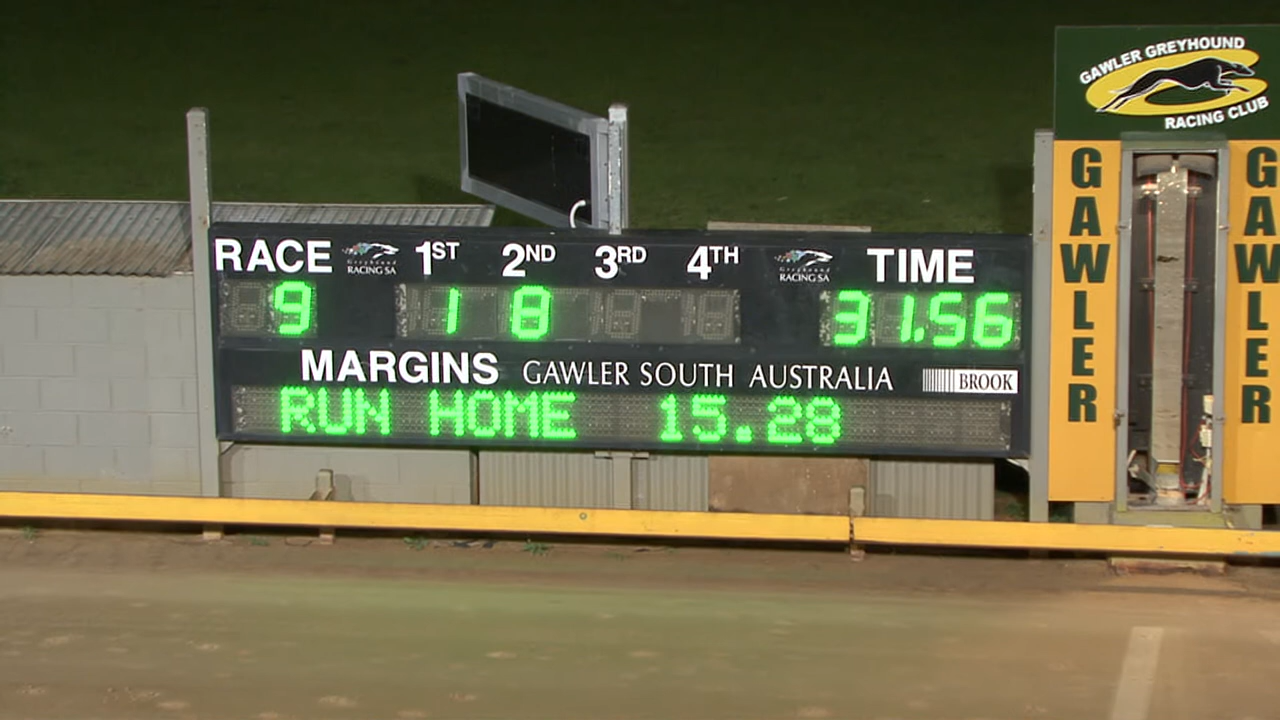 GAWLER GREYHOUND
RACING CLUB
GAWLER
GAWLER
RACE
Greyhound
RACING SA
1ST 2ND 3RD 4TH
Greyhound
RACING SA
TIME
9 1 8 31.56
MARGINS GAWLER SOUTH AUSTRALIA BROOK
RUN HOME 15.28